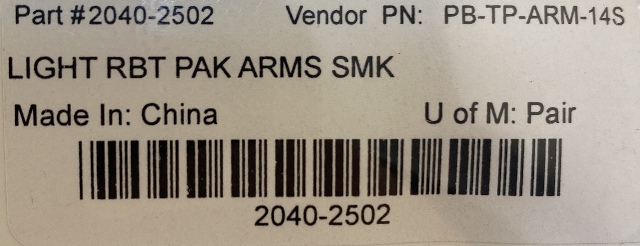 Part #2040-2502 Vendor PN: PB-TP-ARM-14S
LIGHT RBT PAK ARMS SMK
Made In: China U of M: Pair
2040-2502